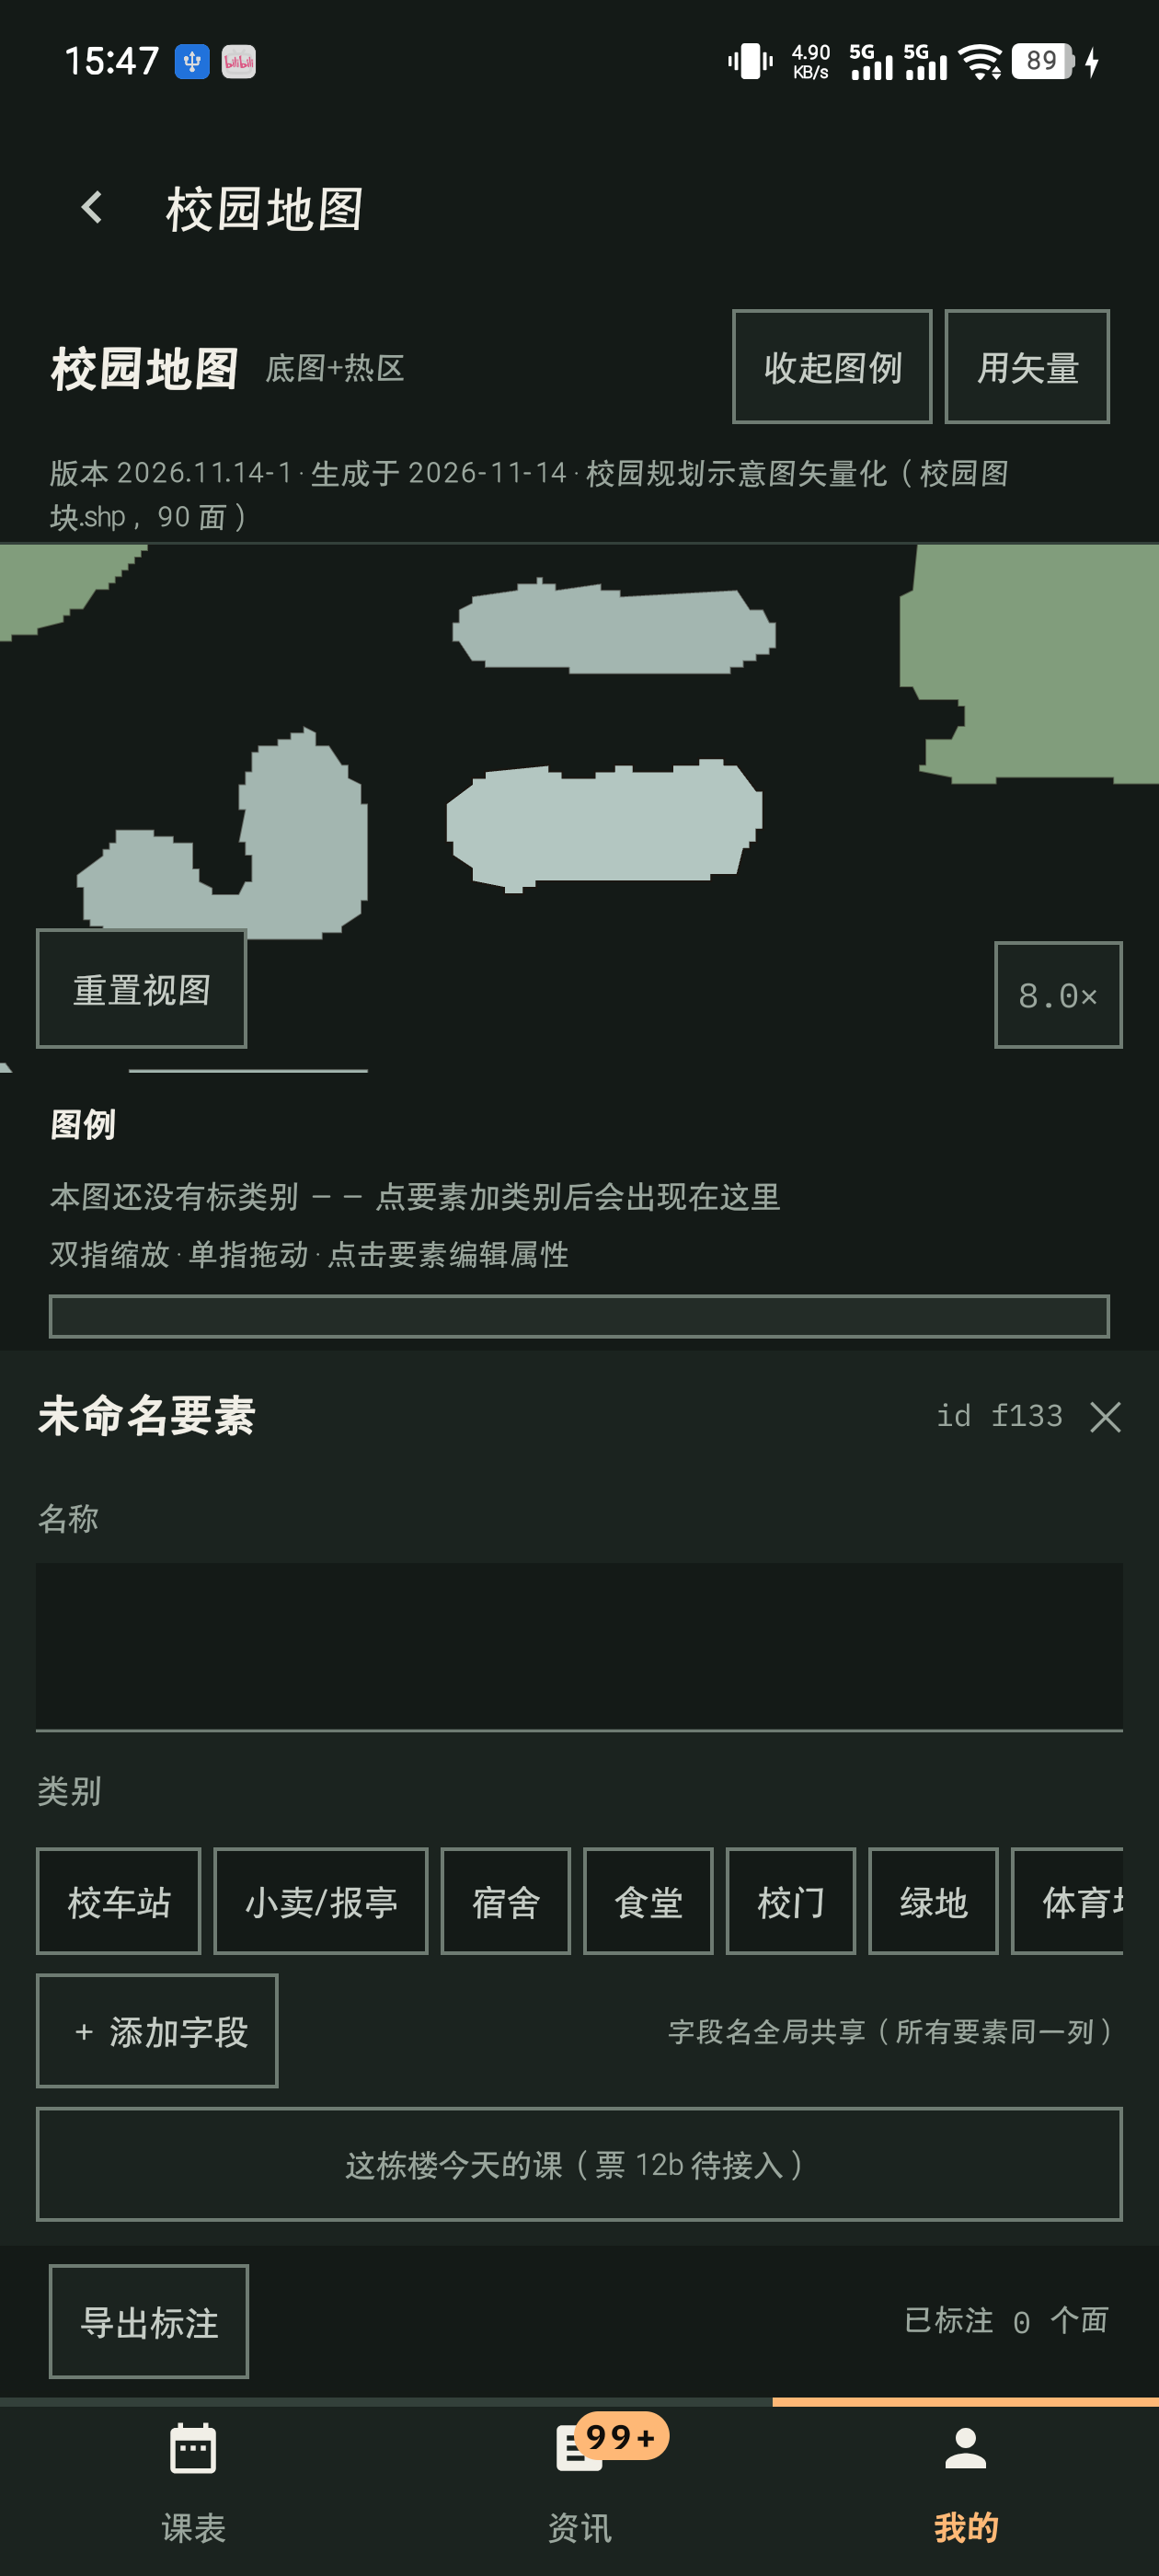 15:47
bilibili
4.90 KB/s 5G 5G 89
校园地图
校园地图 底图+热区 收起图例 用矢量
版本 2026.11.14-1 · 生成于 2026-11-14 · 校园规划示意图矢量化（校园图
块.shp，90 面）
重置视图 8.0×
图例
本图还没有标类别 —— 点要素加类别后会出现在这里
双指缩放 · 单指拖动 · 点击要素编辑属性
未命名要素 id f133
名称
类别
校车站 小卖/报亭 宿舍 食堂 校门 绿地 体育
+ 添加字段 字段名全局共享（所有要素同一列）
这栋楼今天的课（票 12b 待接入）
导出标注 已标注 0 个面
99+
课表 资讯 我的